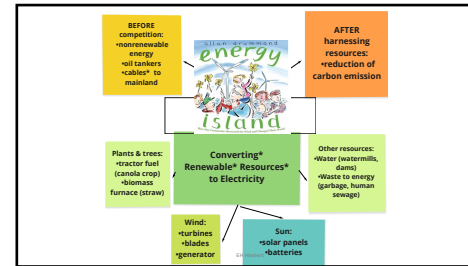 BEFORE
competition:
•nonrenewable
energy
•oil tankers
•cables* to
mainland
allan drummond
energy
island
AFTER
harnessing
resources:
•reduction of
carbon emission
Plants & trees:
•tractor fuel
(canola crop)
•biomass
furnace (straw)
Converting*
Renewable* Resources*
to Electricity
Other resources:
•Water (watermills,
dams)
•Waste to energy
(garbage, human
sewage)
Wind:
•turbines
•blades
•generator
Sun:
•solar panels
•batteries